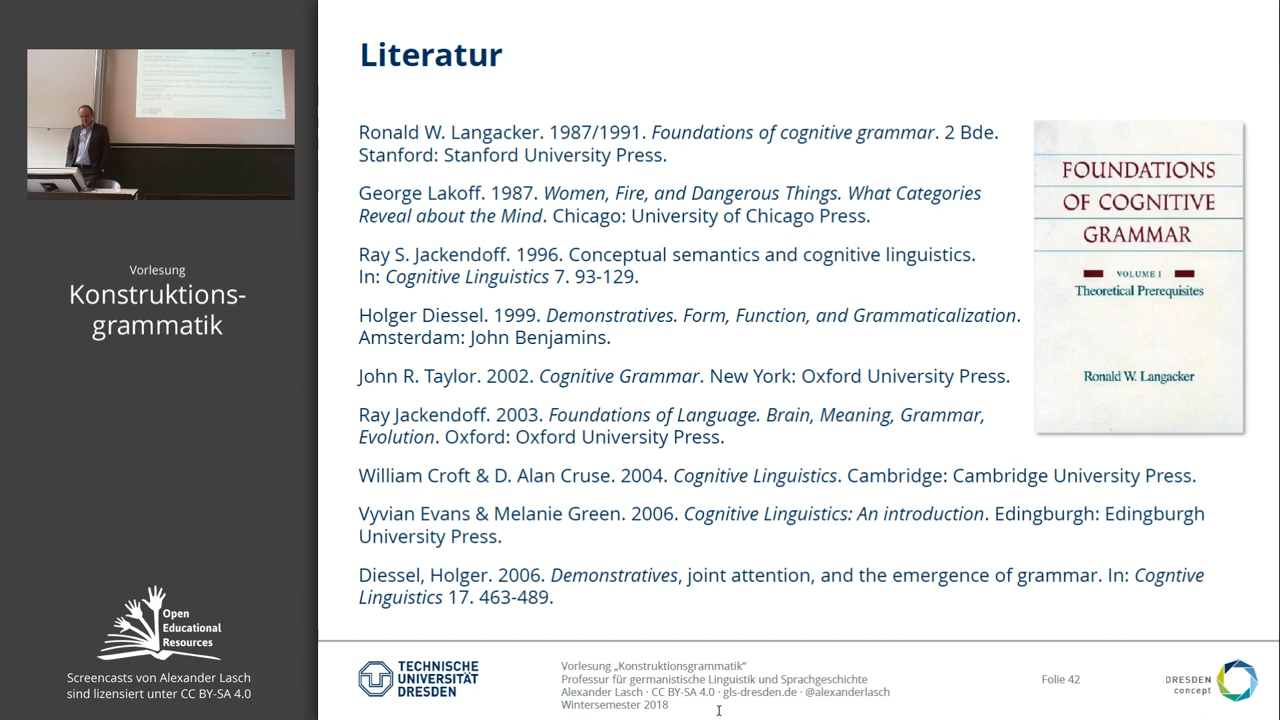 Literatur
Ronald W. Langacker. 1987/1991. Foundations of cognitive grammar. 2 Bde.
Stanford: Stanford University Press.
George Lakoff. 1987. Women, Fire, and Dangerous Things. What Categories
Reveal about the Mind. Chicago: University of Chicago Press.
Ray S. Jackendoff. 1996. Conceptual semantics and cognitive linguistics.
In: Cognitive Linguistics 7. 93-129.
Holger Diessel. 1999. Demonstratives. Form, Function, and Grammaticalization.
Amsterdam: John Benjamins.
John R. Taylor. 2002. Cognitive Grammar. New York: Oxford University Press.
Ray Jackendoff. 2003. Foundations of Language. Brain, Meaning, Grammar,
Evolution. Oxford: Oxford University Press.
William Croft & D. Alan Cruse. 2004. Cognitive Linguistics. Cambridge: Cambridge University Press.
Vyvian Evans & Melanie Green. 2006. Cognitive Linguistics: An introduction. Edingburgh: Edingburgh
University Press.
Diessel, Holger. 2006. Demonstratives, joint attention, and the emergence of grammar. In: Cogntive
Linguistics 17. 463-489.
FOUNDATIONS
OF COGNITIVE
GRAMMAR
VOLUME I
Theoretical Prerequisites
Ronald W. Langacker
Vorlesung
Konstruktions-
grammatik
Open
Educational
Resources
Screencasts von Alexander Lasch
sind lizensiert unter CC BY-SA 4.0
TECHNISCHE
UNIVERSITÄT
DRESDEN
Vorlesung „Konstruktionsgrammatik“
Professur für germanistische Linguistik und Sprachgeschichte
Alexander Lasch · CC BY-SA 4.0 · gls-dresden.de · @alexanderlasch
Wintersemester 2018
Folie 42
DRESDEN
concept